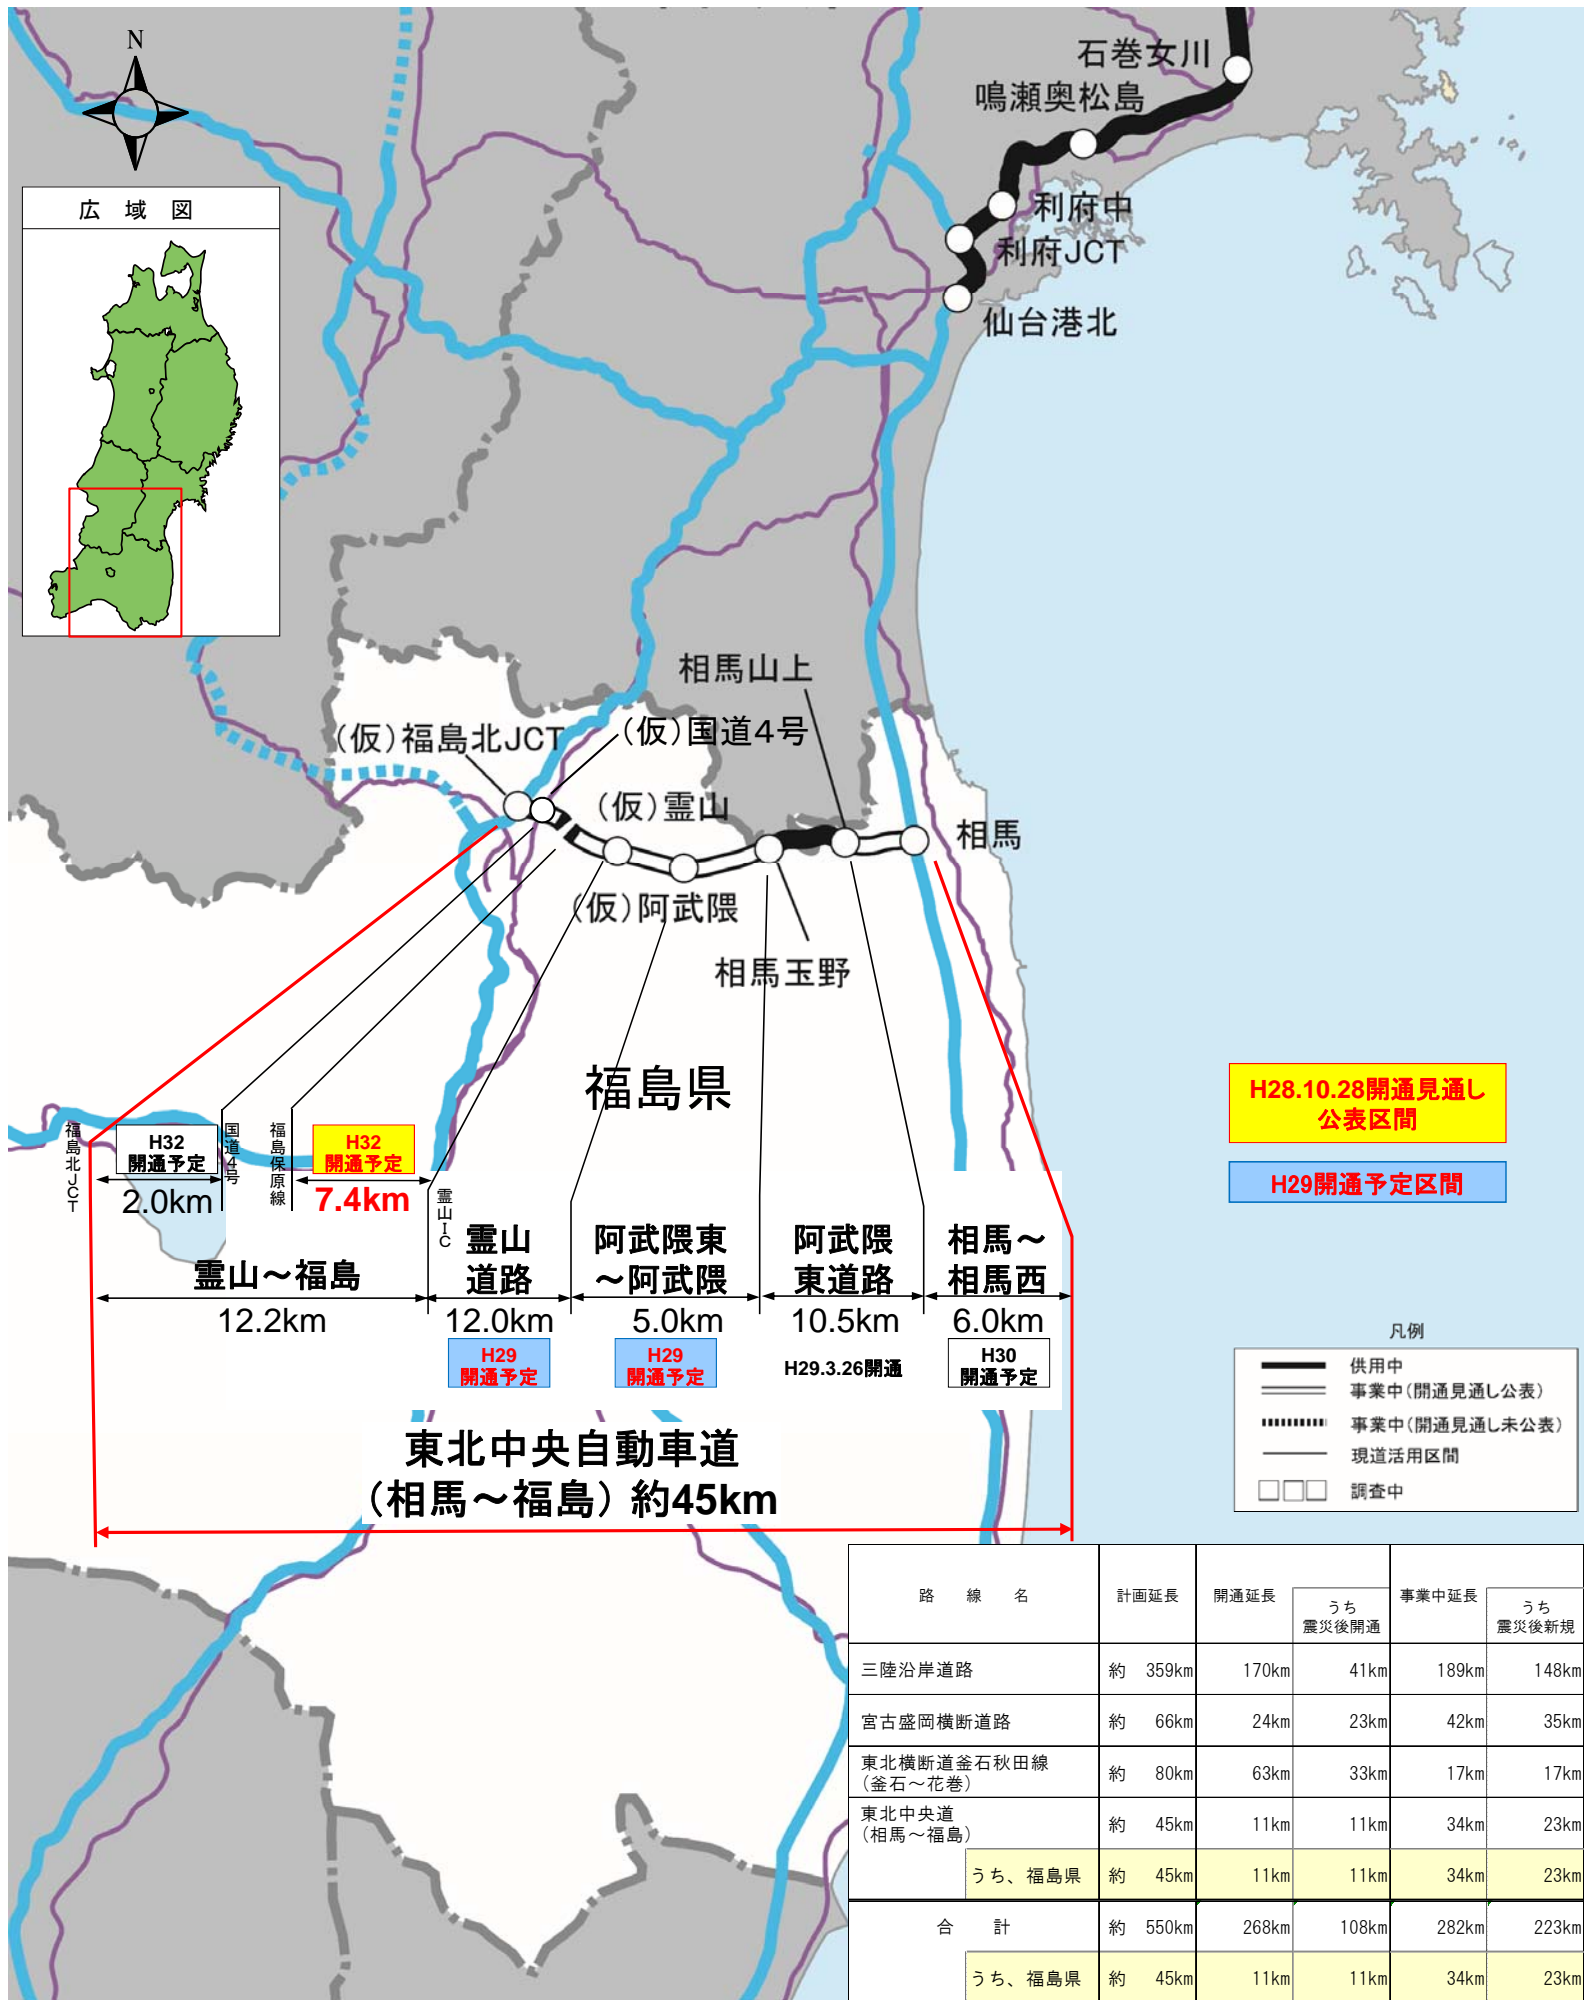 N
石巻女川
鳴瀬奥松島
利府中
利府JCT
仙台港北
広 域 図
相馬山上
(仮)福島北JCT
(仮)国道4号
(仮)霊山
相馬
(仮)阿武隈
相馬玉野
福島県
H28.10.28開通見通し
公表区間
H29開通予定区間
福島北JCT
H32
開通予定
2.0km
国道4号
福島保原線
H32
開通予定
7.4km
霊山IC
霊山～福島
12.2km
霊山
道路
12.0km
H29
開通予定
阿武隈東
～阿武隈
5.0km
H29
開通予定
阿武隈
東道路
10.5km
H29.3.26開通
相馬～
相馬西
6.0km
H30
開通予定
東北中央自動車道
(相馬～福島) 約45km
凡例
供用中
事業中(開通見通し公表)
事業中(開通見通し未公表)
現道活用区間
調査中
路 線 名 計画延長 開通延長 うち震災後開通 事業中延長 うち震災後新規
三陸沿岸道路 約 359km 170km 41km 189km 148km
宮古盛岡横断道路 約 66km 24km 23km 42km 35km
東北横断道釜石秋田線
(釜石～花巻) 約 80km 63km 33km 17km 17km
東北中央道
(相馬～福島) 約 45km 11km 11km 34km 23km
うち、福島県 約 45km 11km 11km 34km 23km
合 計 約 550km 268km 108km 282km 223km
うち、福島県 約 45km 11km 11km 34km 23km